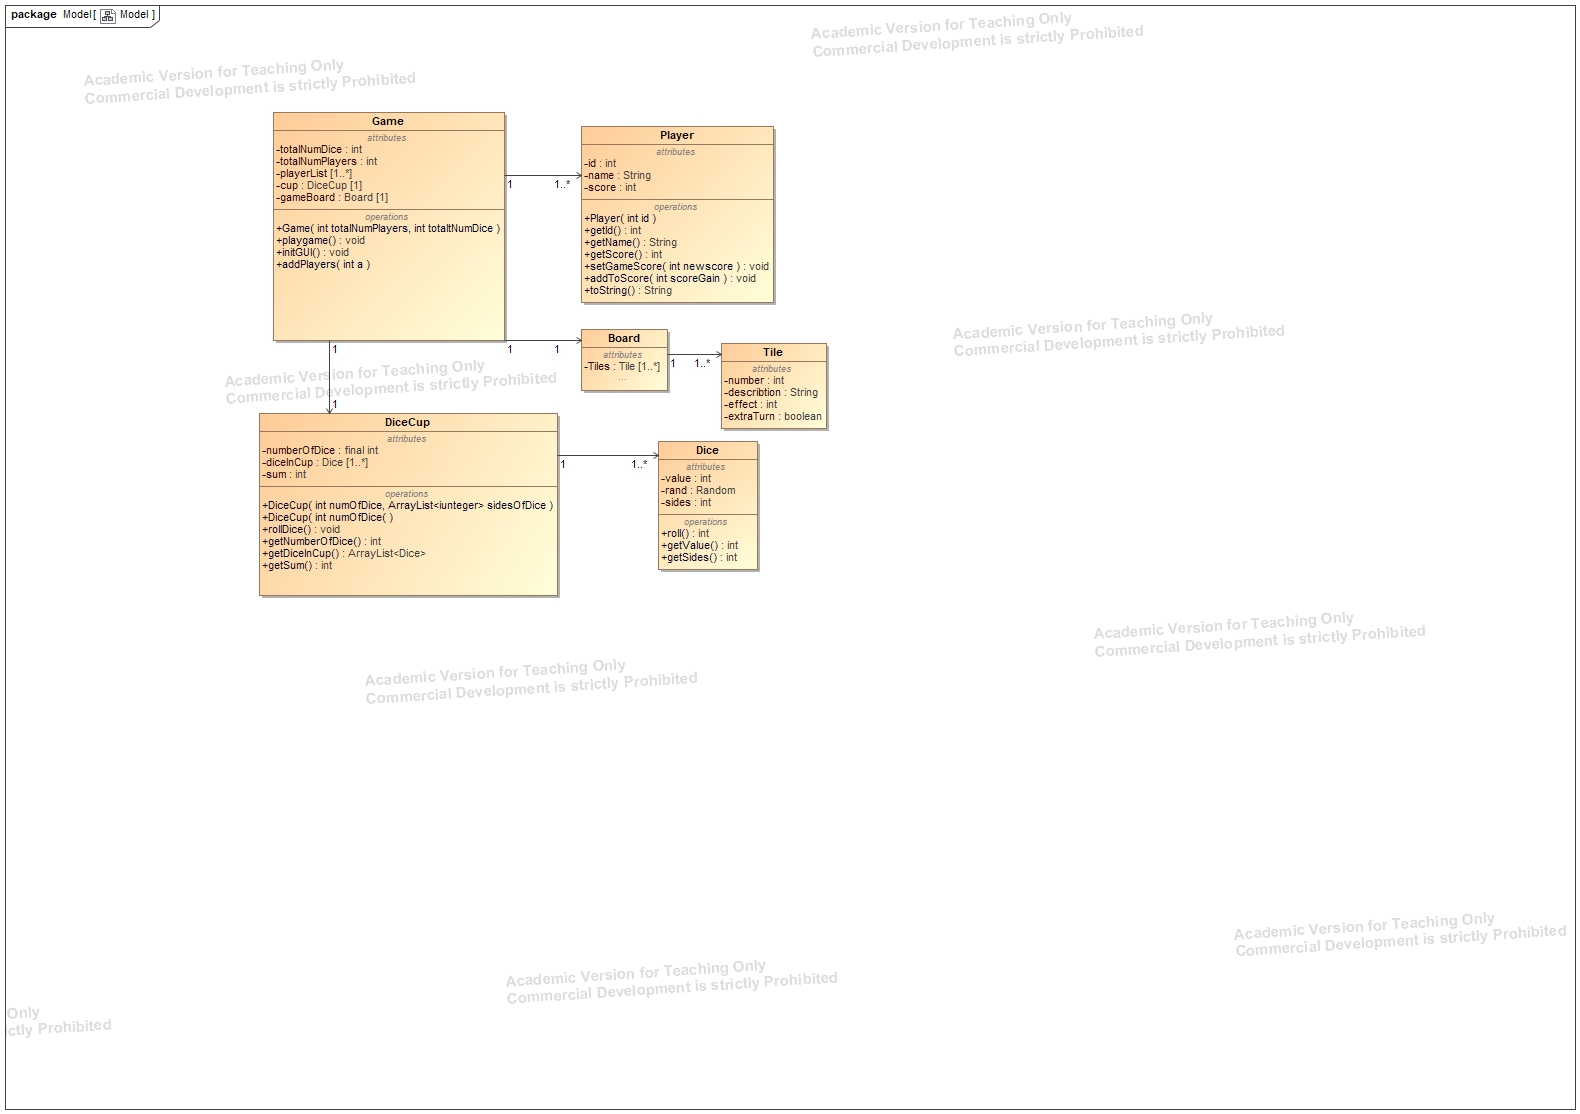 package Model[ Model ]
Academic Version for Teaching Only
Commercial Development is strictly Prohibited
Academic Version for Teaching Only
Commercial Development is strictly Prohibited
Game
attributes
-totalNumDice : int
-totalNumPlayers : int
-playerList [1..*]
-cup : DiceCup [1]
-gameBoard : Board [1]
operations
+Game( int totalNumPlayers, int totaltNumDice )
+playgame() : void
+initGUI() : void
+addPlayers( int a )
1
1..*
Player
attributes
-id : int
-name : String
-score : int
operations
+Player( int id )
+getId() : int
+getName() : String
+getScore() : int
+setGameScore( int newscore ) : void
+addToScore( int scoreGain ) : void
+toString() : String
1
1
1
1
Board
attributes
-Tiles : Tile [1..*]
...
1
1..*
Tile
attributes
-number : int
-describtion : String
-effect : int
-extraTurn : boolean
Academic Version for Teaching Only
Commercial Development is strictly Prohibited
Academic Version for Teaching Only
Commercial Development is strictly Prohibited
DiceCup
attributes
-numberOfDice : final int
-diceInCup : Dice [1..*]
-sum : int
operations
+DiceCup( int numOfDice, ArrayList<iunteger> sidesOfDice )
+DiceCup( int numOfDice( )
+rollDice() : void
+getNumberOfDice() : int
+getDiceInCup() : ArrayList<Dice>
+getSum() : int
1
1..*
Dice
attributes
-value : int
-rand : Random
-sides : int
operations
+roll() : int
+getValue() : int
+getSides() : int
Academic Version for Teaching Only
Commercial Development is strictly Prohibited
Academic Version for Teaching Only
Commercial Development is strictly Prohibited
Academic Version for Teaching Only
Commercial Development is strictly Prohibited
Academic Version for Teaching Only
Commercial Development is strictly Prohibited
Only
ctly Prohibited